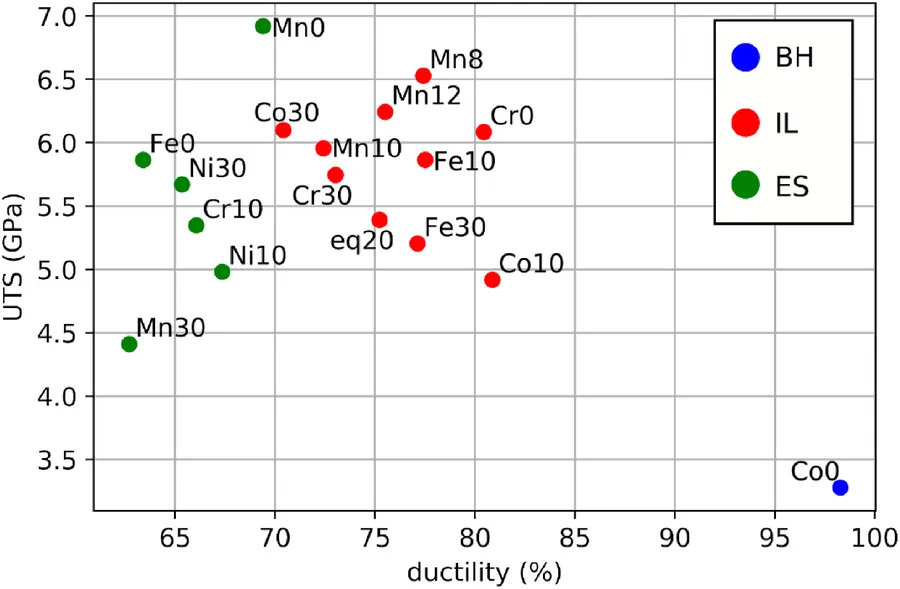 7.0
6.5
6.0
5.5
5.0
4.5
4.0
3.5
UTS (GPa)
Mn0
Mn8
Mn12
Co30
Cr0
Fe0
Mn10
Fe10
Ni30
Cr30
Cr10
eq20
Fe30
Ni10
Co10
Mn30
Co0
BH
IL
ES
65 70 75 80 85 90 95 100
ductility (%)